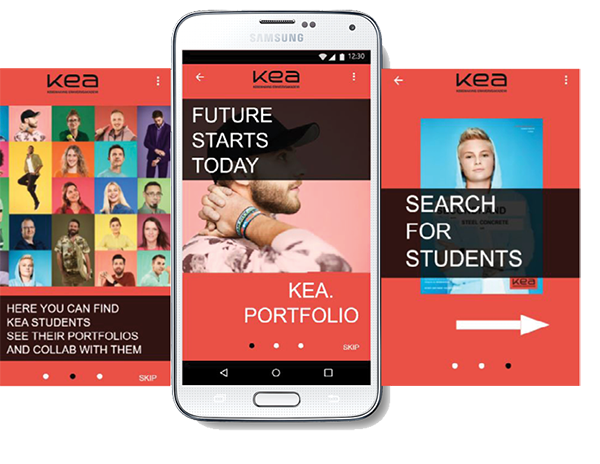 SAMSUNG
12:30
kea
FUTURE
STARTS
TODAY
KEA.
PORTFOLIO
SKIP
kea
HERE YOU CAN FIND
KEA STUDENTS
SEE THEIR PORTFOLIOS
AND COLLAB WITH THEM
SKIP
kea
SEARCH
FOR
STUDENTS
kea